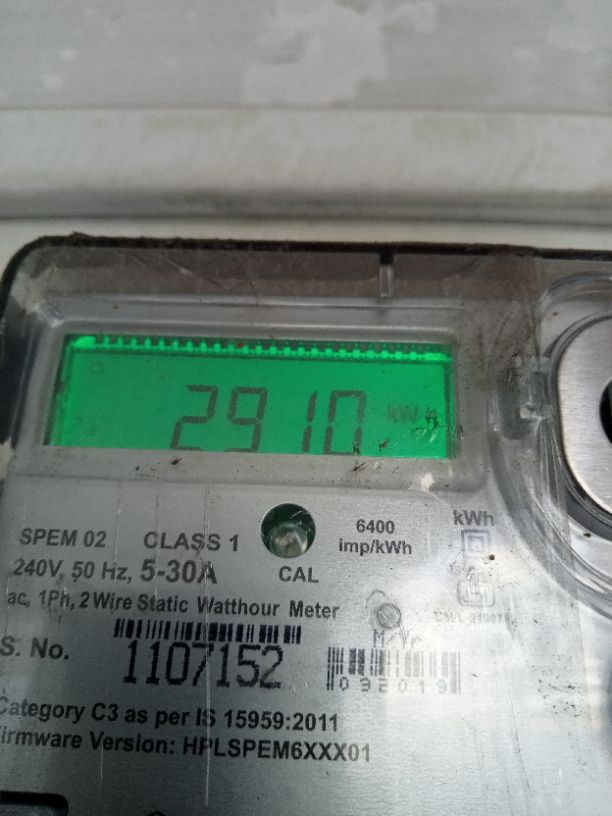 2910 kWh
SPEM 02 CLASS 1
6400
imp/kWh
kWh
240V, 50 Hz, 5-30A
CAL
ac, 1Ph, 2 Wire Static Watthour Meter
S. No.
1107152
M Yr
092019
Category C3 as per IS 15959:2011
Firmware Version: HPLSPEM6XXX01